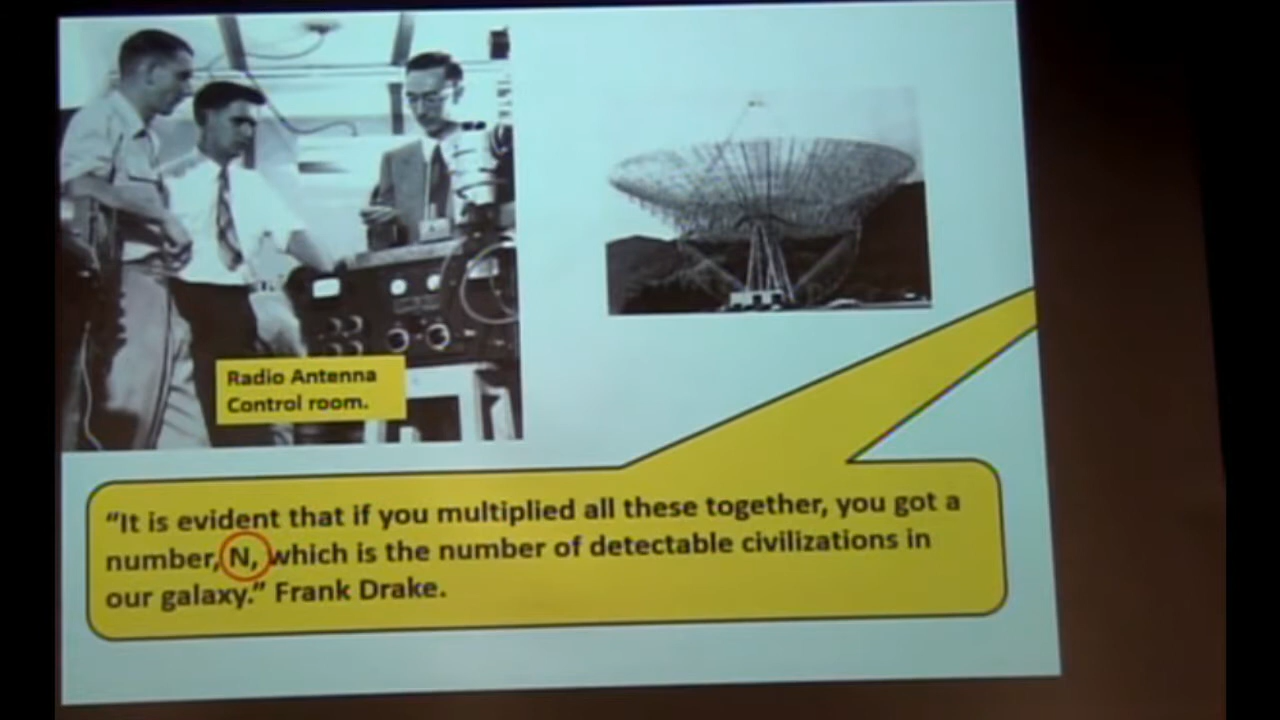 Radio Antenna
Control room.
“It is evident that if you multiplied all these together, you got a
number, N, which is the number of detectable civilizations in
our galaxy.” Frank Drake.